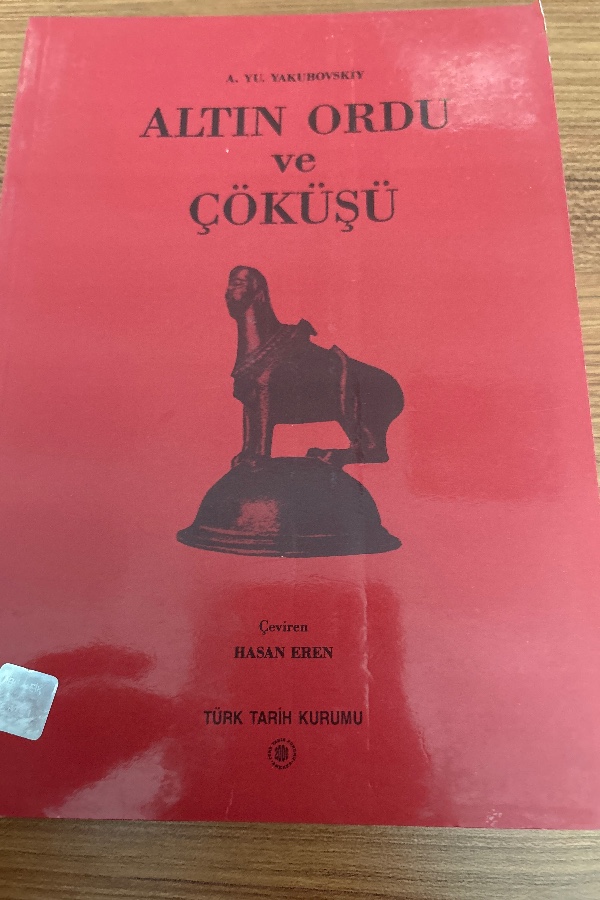 A. YU. YAKUBOVSKIY
ALTIN ORDU
ve
ÇÖKÜŞÜ
Çeviren
HASAN EREN
TÜRK TARİH KURUMU